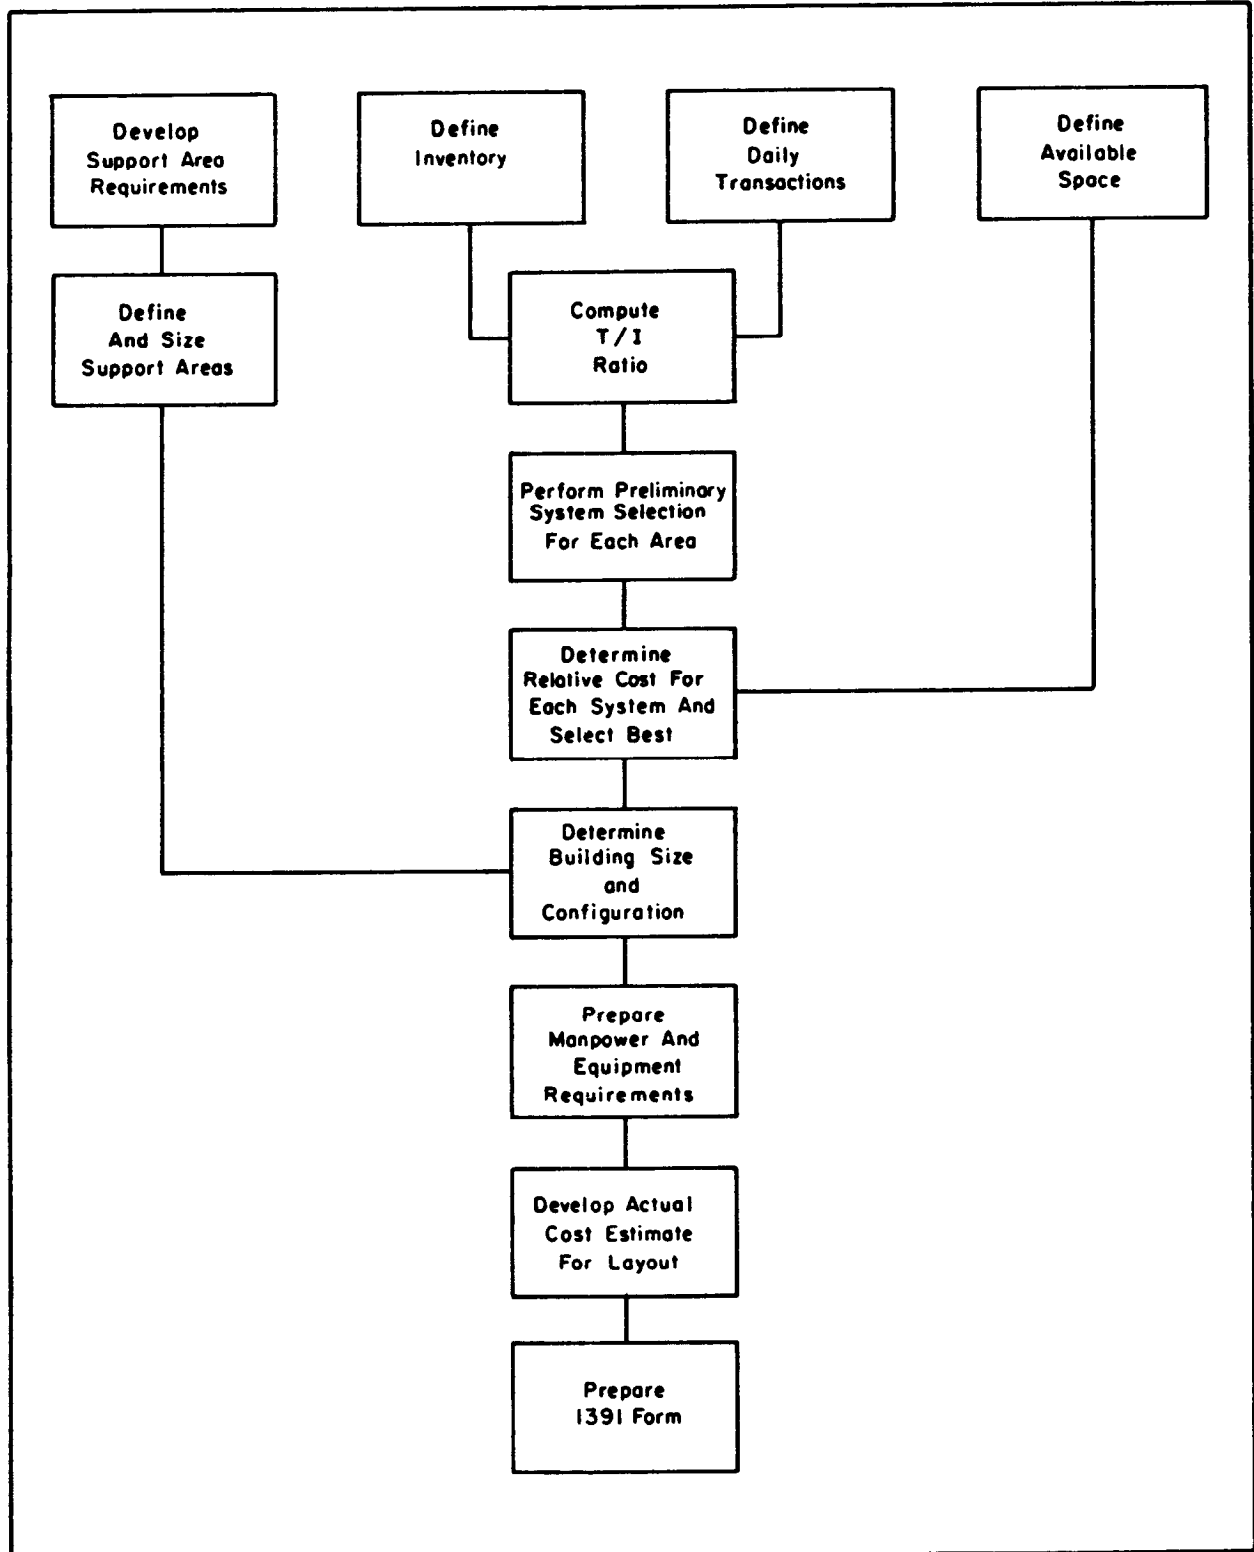 Develop
Support Area
Requirements
Define
Inventory
Define
Daily
Transactions
Define
Available
Space
Define
And Size
Support Areas
Compute
T/I
Ratio
Perform Preliminary
System Selection
For Each Area
Determine
Relative Cost For
Each System And
Select Best
Determine
Building Size
and
Configuration
Prepare
Manpower And
Equipment
Requirements
Develop Actual
Cost Estimate
For Layout
Prepare
1391 Form